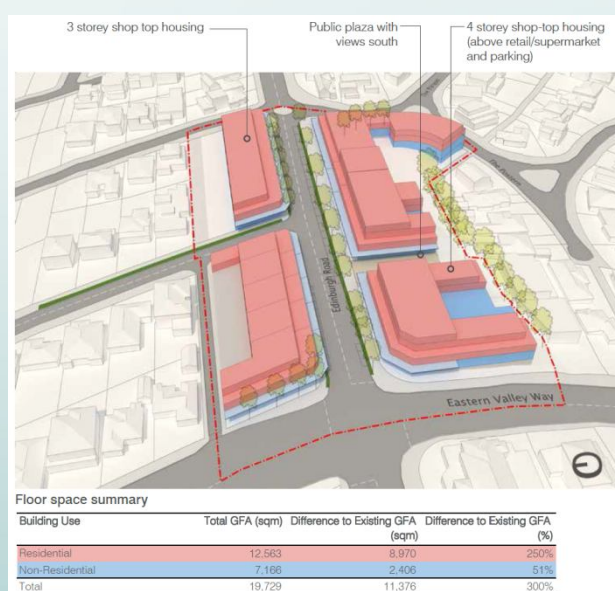 3 storey shop top housing
Public plaza with
views south
4 storey shop-top housing
(above retail/supermarket
and parking)
Edinburgh Road
Eastern Valley Way
Floor space summary
Building Use Total GFA (sqm) Difference to Existing GFA (sqm) Difference to Existing GFA (%)
Residential 12,563 8,970 250%
Non-Residential 7,166 2,406 51%
Total 19,729 11,376 300%